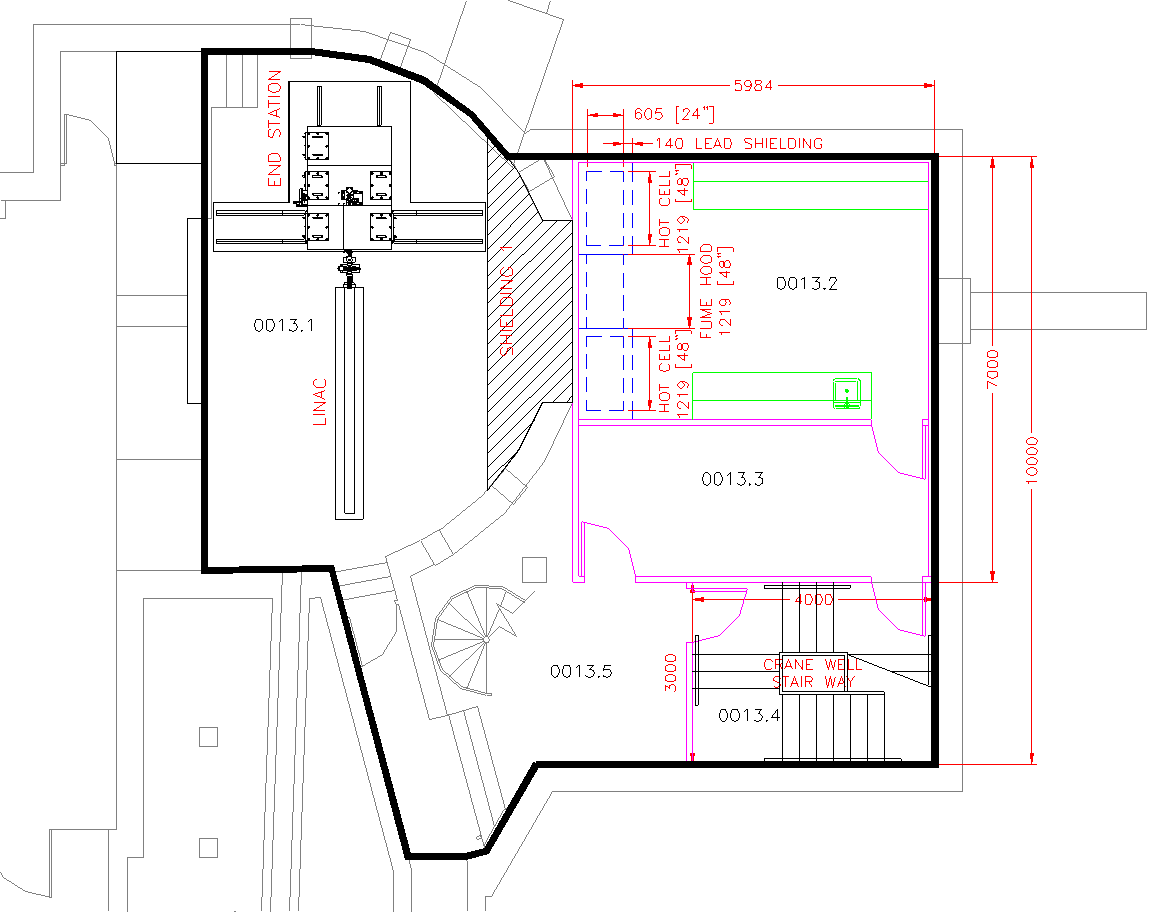 5984
605 [24"]
140 LEAD SHIELDING
END STATION
HOT CELL
1219 [48"]
FUME HOOD
1219 [48"]
0013.2
SHIELDING 1
0013.1
LINAC
HOT CELL
1219 [48"]
7000
10000
0013.3
4000
0013.5
3000
CRANE WELL
STAIR WAY
0013.4